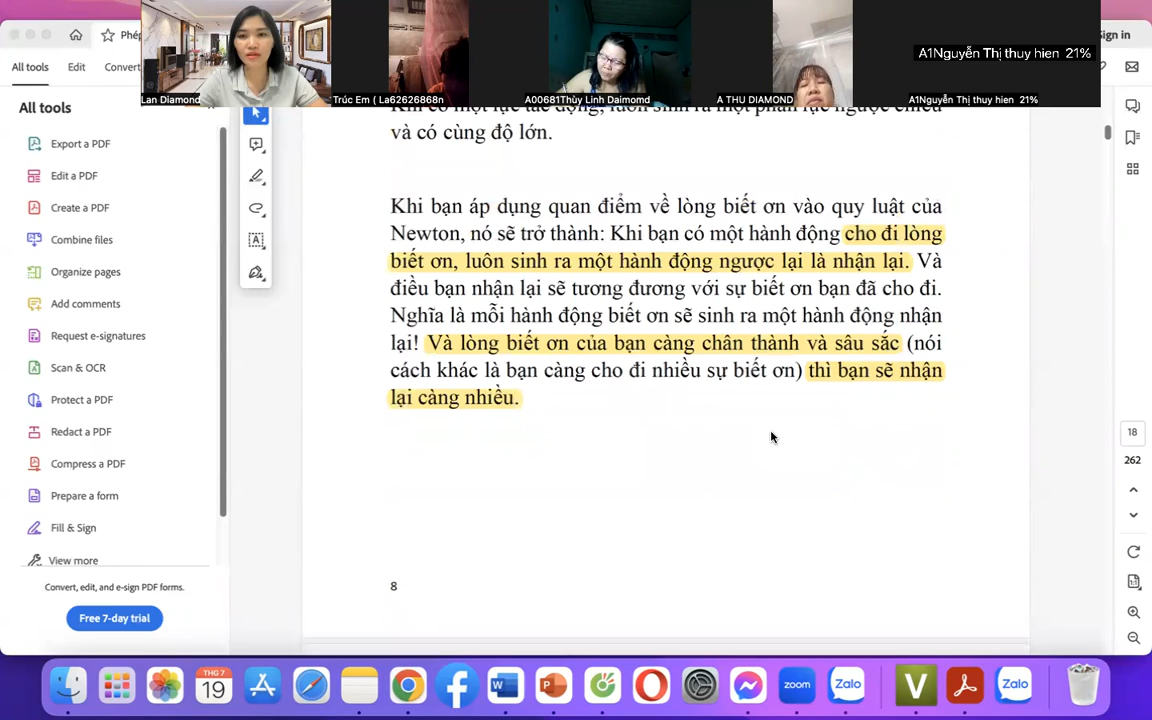 Sign in
Phép
All tools
Edit
Convert
Lan Diamond
Trúc Em ( La62626868n
A00681Thùy Linh Daimomd
A THU DIAMOND
A1Nguyễn Thị thuy hien 21%
A1Nguyễn Thị thuy hien 21%
All tools
Export a PDF
Edit a PDF
Create a PDF
Combine files
Organize pages
Add comments
Request e-signatures
Scan & OCR
Protect a PDF
Redact a PDF
Compress a PDF
Prepare a form
Fill & Sign
View more
Convert, edit, and e-sign PDF forms.
Free 7-day trial
và có cùng độ lớn.
Khi bạn áp dụng quan điểm về lòng biết ơn vào quy luật của
Newton, nó sẽ trở thành: Khi bạn có một hành động cho đi lòng
biết ơn, luôn sinh ra một hành động ngược lại là nhận lại. Và
điều bạn nhận lại sẽ tương đương với sự biết ơn bạn đã cho đi.
Nghĩa là mỗi hành động biết ơn sẽ sinh ra một hành động nhận
lại! Và lòng biết ơn của bạn càng chân thành và sâu sắc (nói
cách khác là bạn càng cho đi nhiều sự biết ơn) thì bạn sẽ nhận
lại càng nhiều.
8
18
262
THG 7
19
zoom
Zalo
Zalo